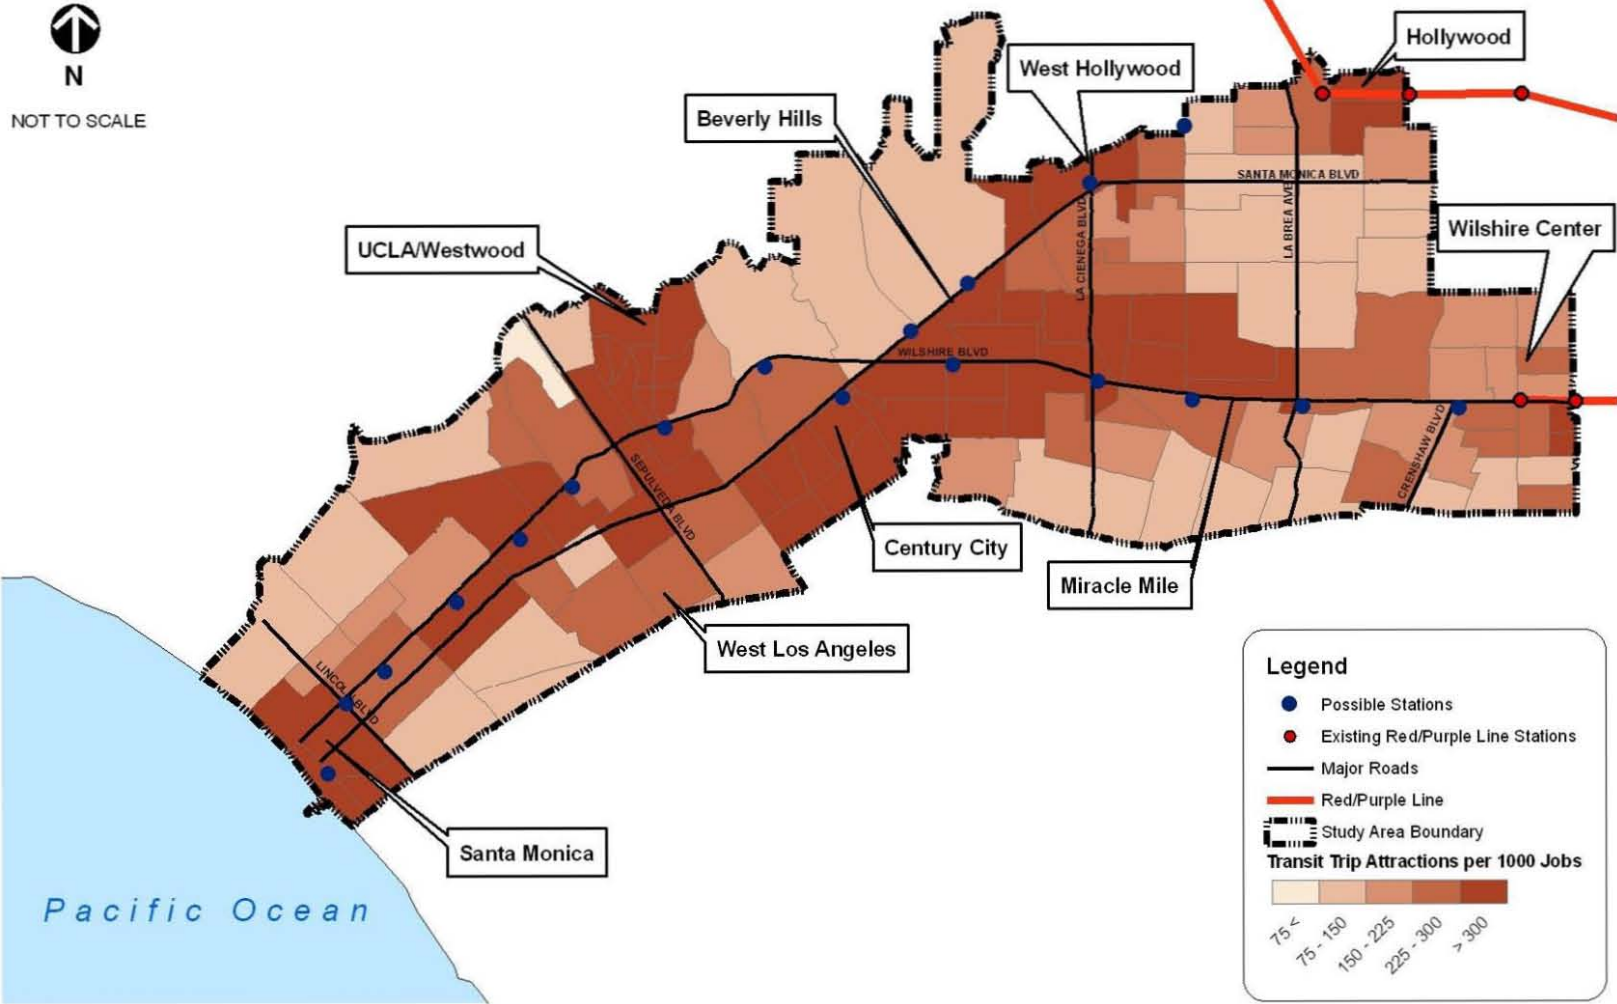 N
NOT TO SCALE
Hollywood
West Hollywood
Beverly Hills
SANTA MONICA BLVD
LA BREA AVE
LA CIENEGA BLVD
Wilshire Center
UCLA/Westwood
WILSHIRE BLVD
SEPULVEDA BLVD
CRENSHAW BLVD
Century City
Miracle Mile
West Los Angeles
LINCOLN BLVD
Santa Monica
Pacific Ocean
Legend
Possible Stations
Existing Red/Purple Line Stations
Major Roads
Red/Purple Line
Study Area Boundary
Transit Trip Attractions per 1000 Jobs
75 <
75 - 150
150 - 225
225 - 300
> 300